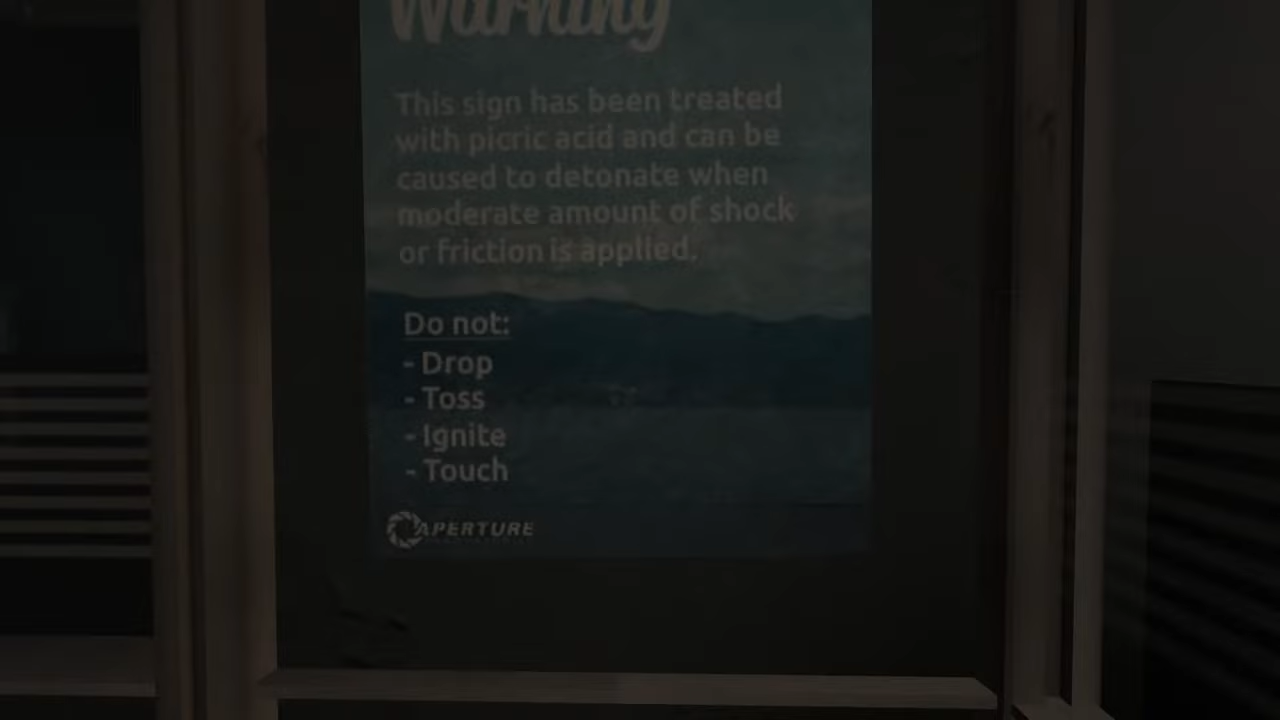 Warning
This sign has been treated
with picric acid and can be
caused to detonate when
moderate amount of shock
or friction is applied.
Do not:
- Drop
- Toss
- Ignite
- Touch
APERTURE